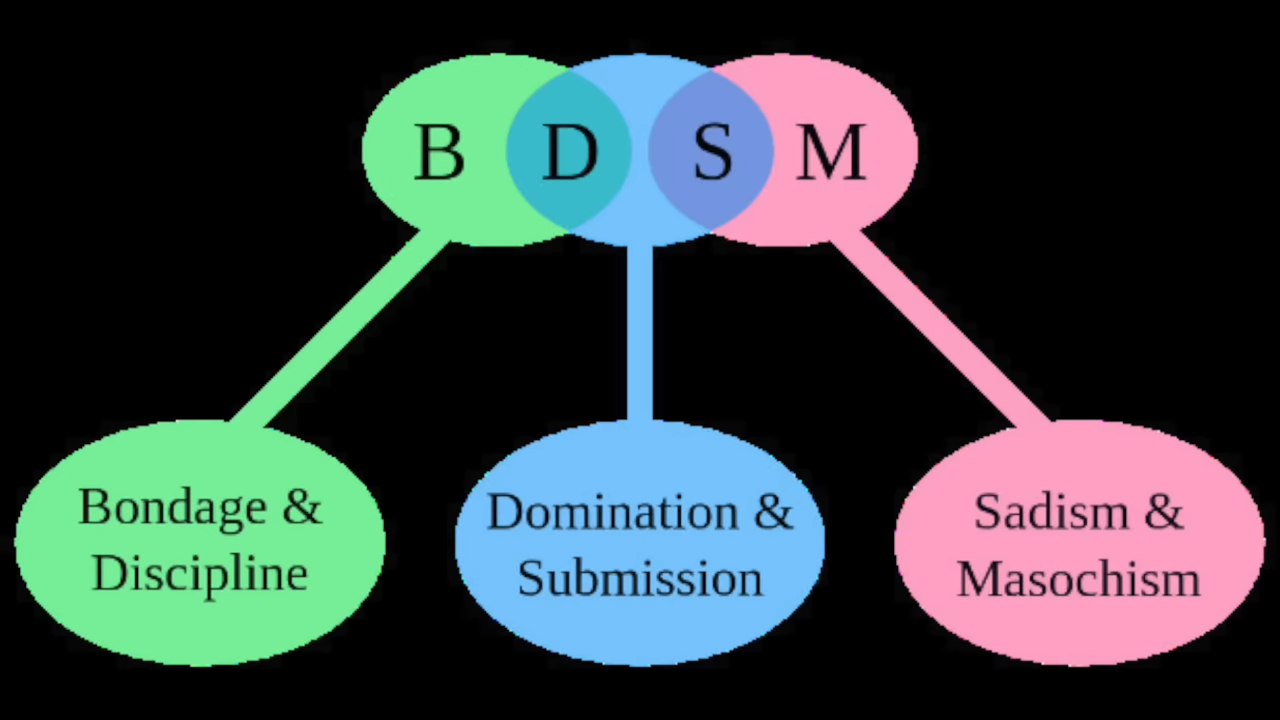 B D S M
Bondage &
Discipline
Domination &
Submission
Sadism &
Masochism